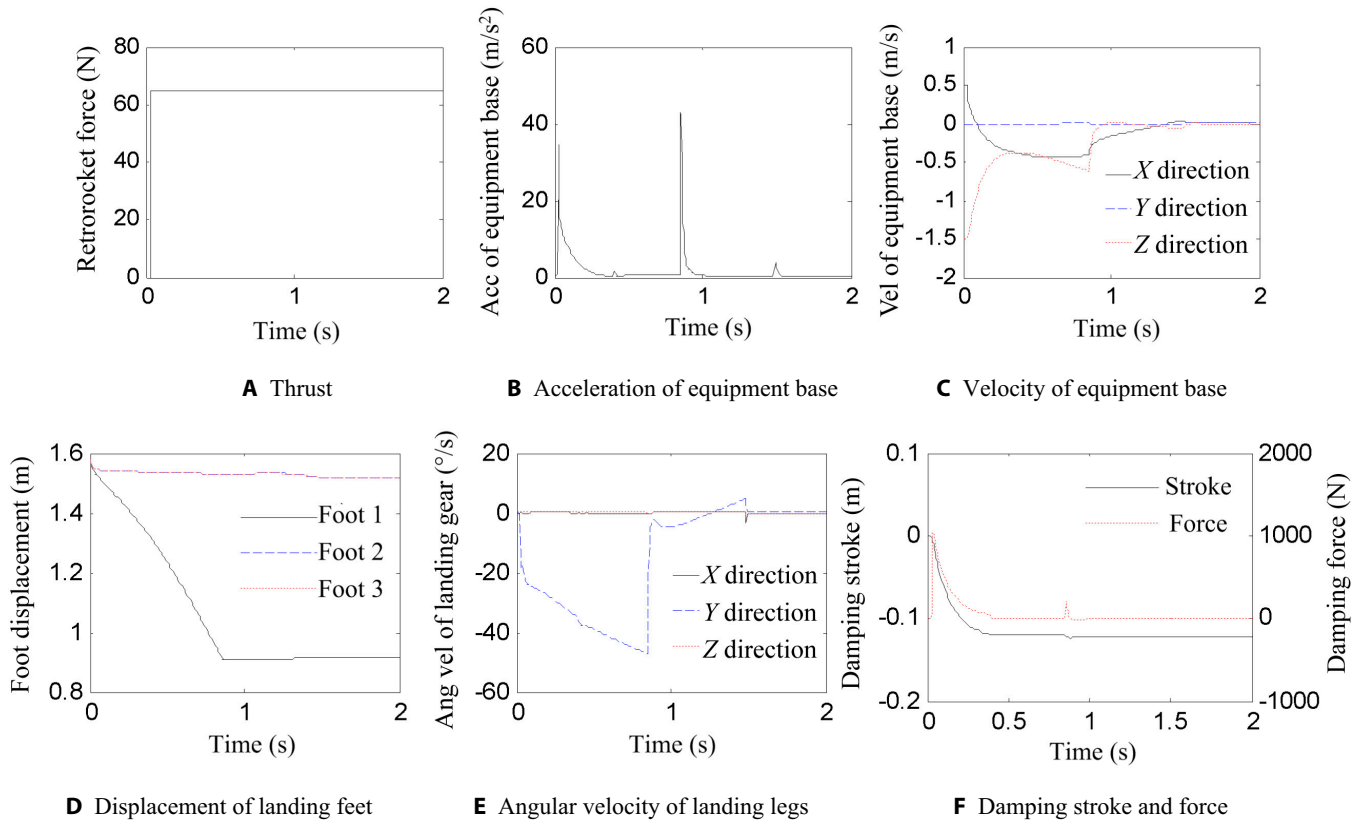 Retrorocket force (N)
80
60
40
20
0
0
1
2
Time (s)
A Thrust
Acc of equipment base (m/s²)
60
40
20
0
0
1
2
Time (s)
B Acceleration of equipment base
Vel of equipment base (m/s)
1
0.5
0
-0.5
-1
-1.5
-2
X direction
Y direction
Z direction
0
1
2
Time (s)
C Velocity of equipment base
Foot displacement (m)
1.6
1.4
1.2
1
0.8
Foot 1
Foot 2
Foot 3
0
1
2
Time (s)
D Displacement of landing feet
Ang vel of landing gear (°/s)
20
0
-20
-40
-60
X direction
Y direction
Z direction
0
1
2
Time (s)
E Angular velocity of landing legs
Damping stroke (m)
0.1
0
-0.1
-0.2
Stroke
Force
2000
1000
0
-1000
Damping force (N)
0
0.5
1
1.5
2
Time (s)
F Damping stroke and force